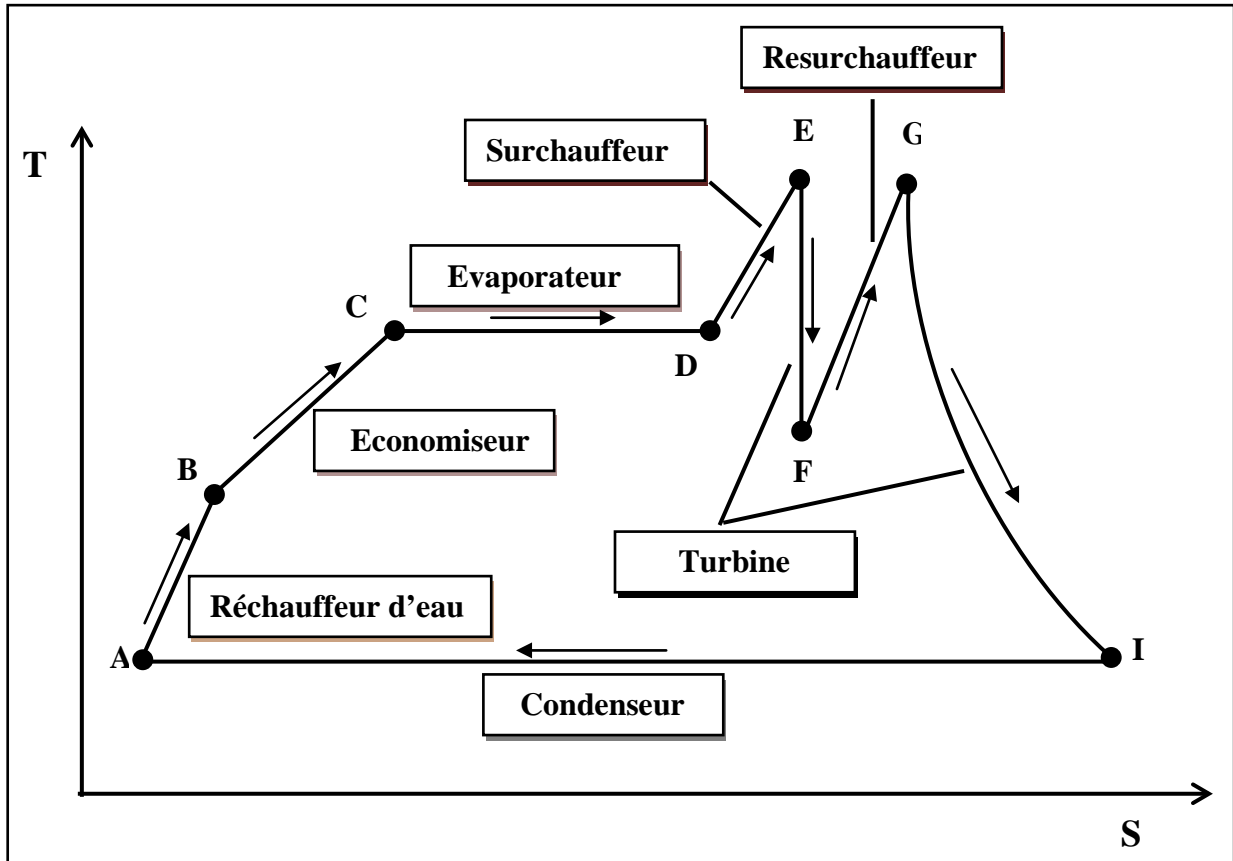 Resurchauffeur
E
G
Surchauffeur
T
Evaporateur
C
D
Economiseur
B
F
Turbine
Réchauffeur d'eau
A
I
Condenseur
S